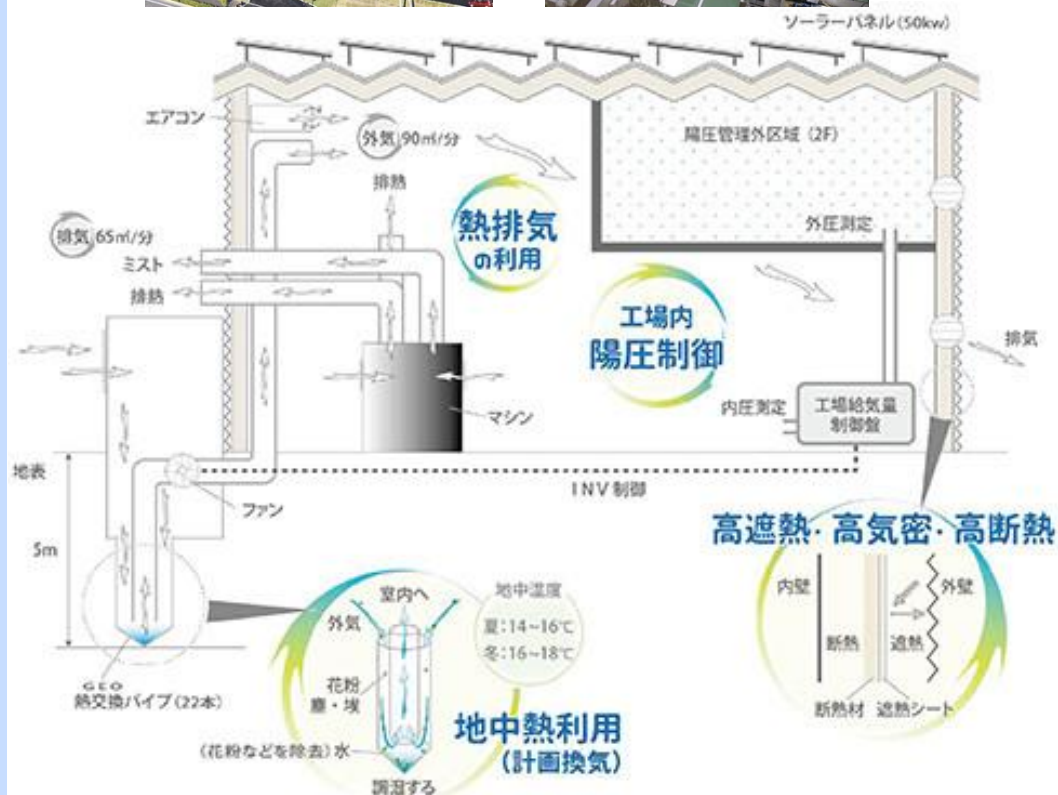 ソーラーパネル(50kw)
エアコン
外気 90㎥/分
陽圧管理外区域 (2F)
排熱
熱排気
の利用
外圧測定
排気 65㎥/分
ミスト
排熱
工場内
陽圧制御
排気
内圧測定
工場給気量
制御盤
マシン
地表
ファン
INV 制御
5m
高遮熱・高気密・高断熱
内壁
外壁
断熱
遮熱
断熱材
遮熱シート
室内へ
外気
地中温度
夏:14~16℃
冬:16~18℃
花粉
塵・埃
GEO
熱交換パイプ(22本)
地中熱利用
(計画換気)
(花粉などを除去)水
調湿する